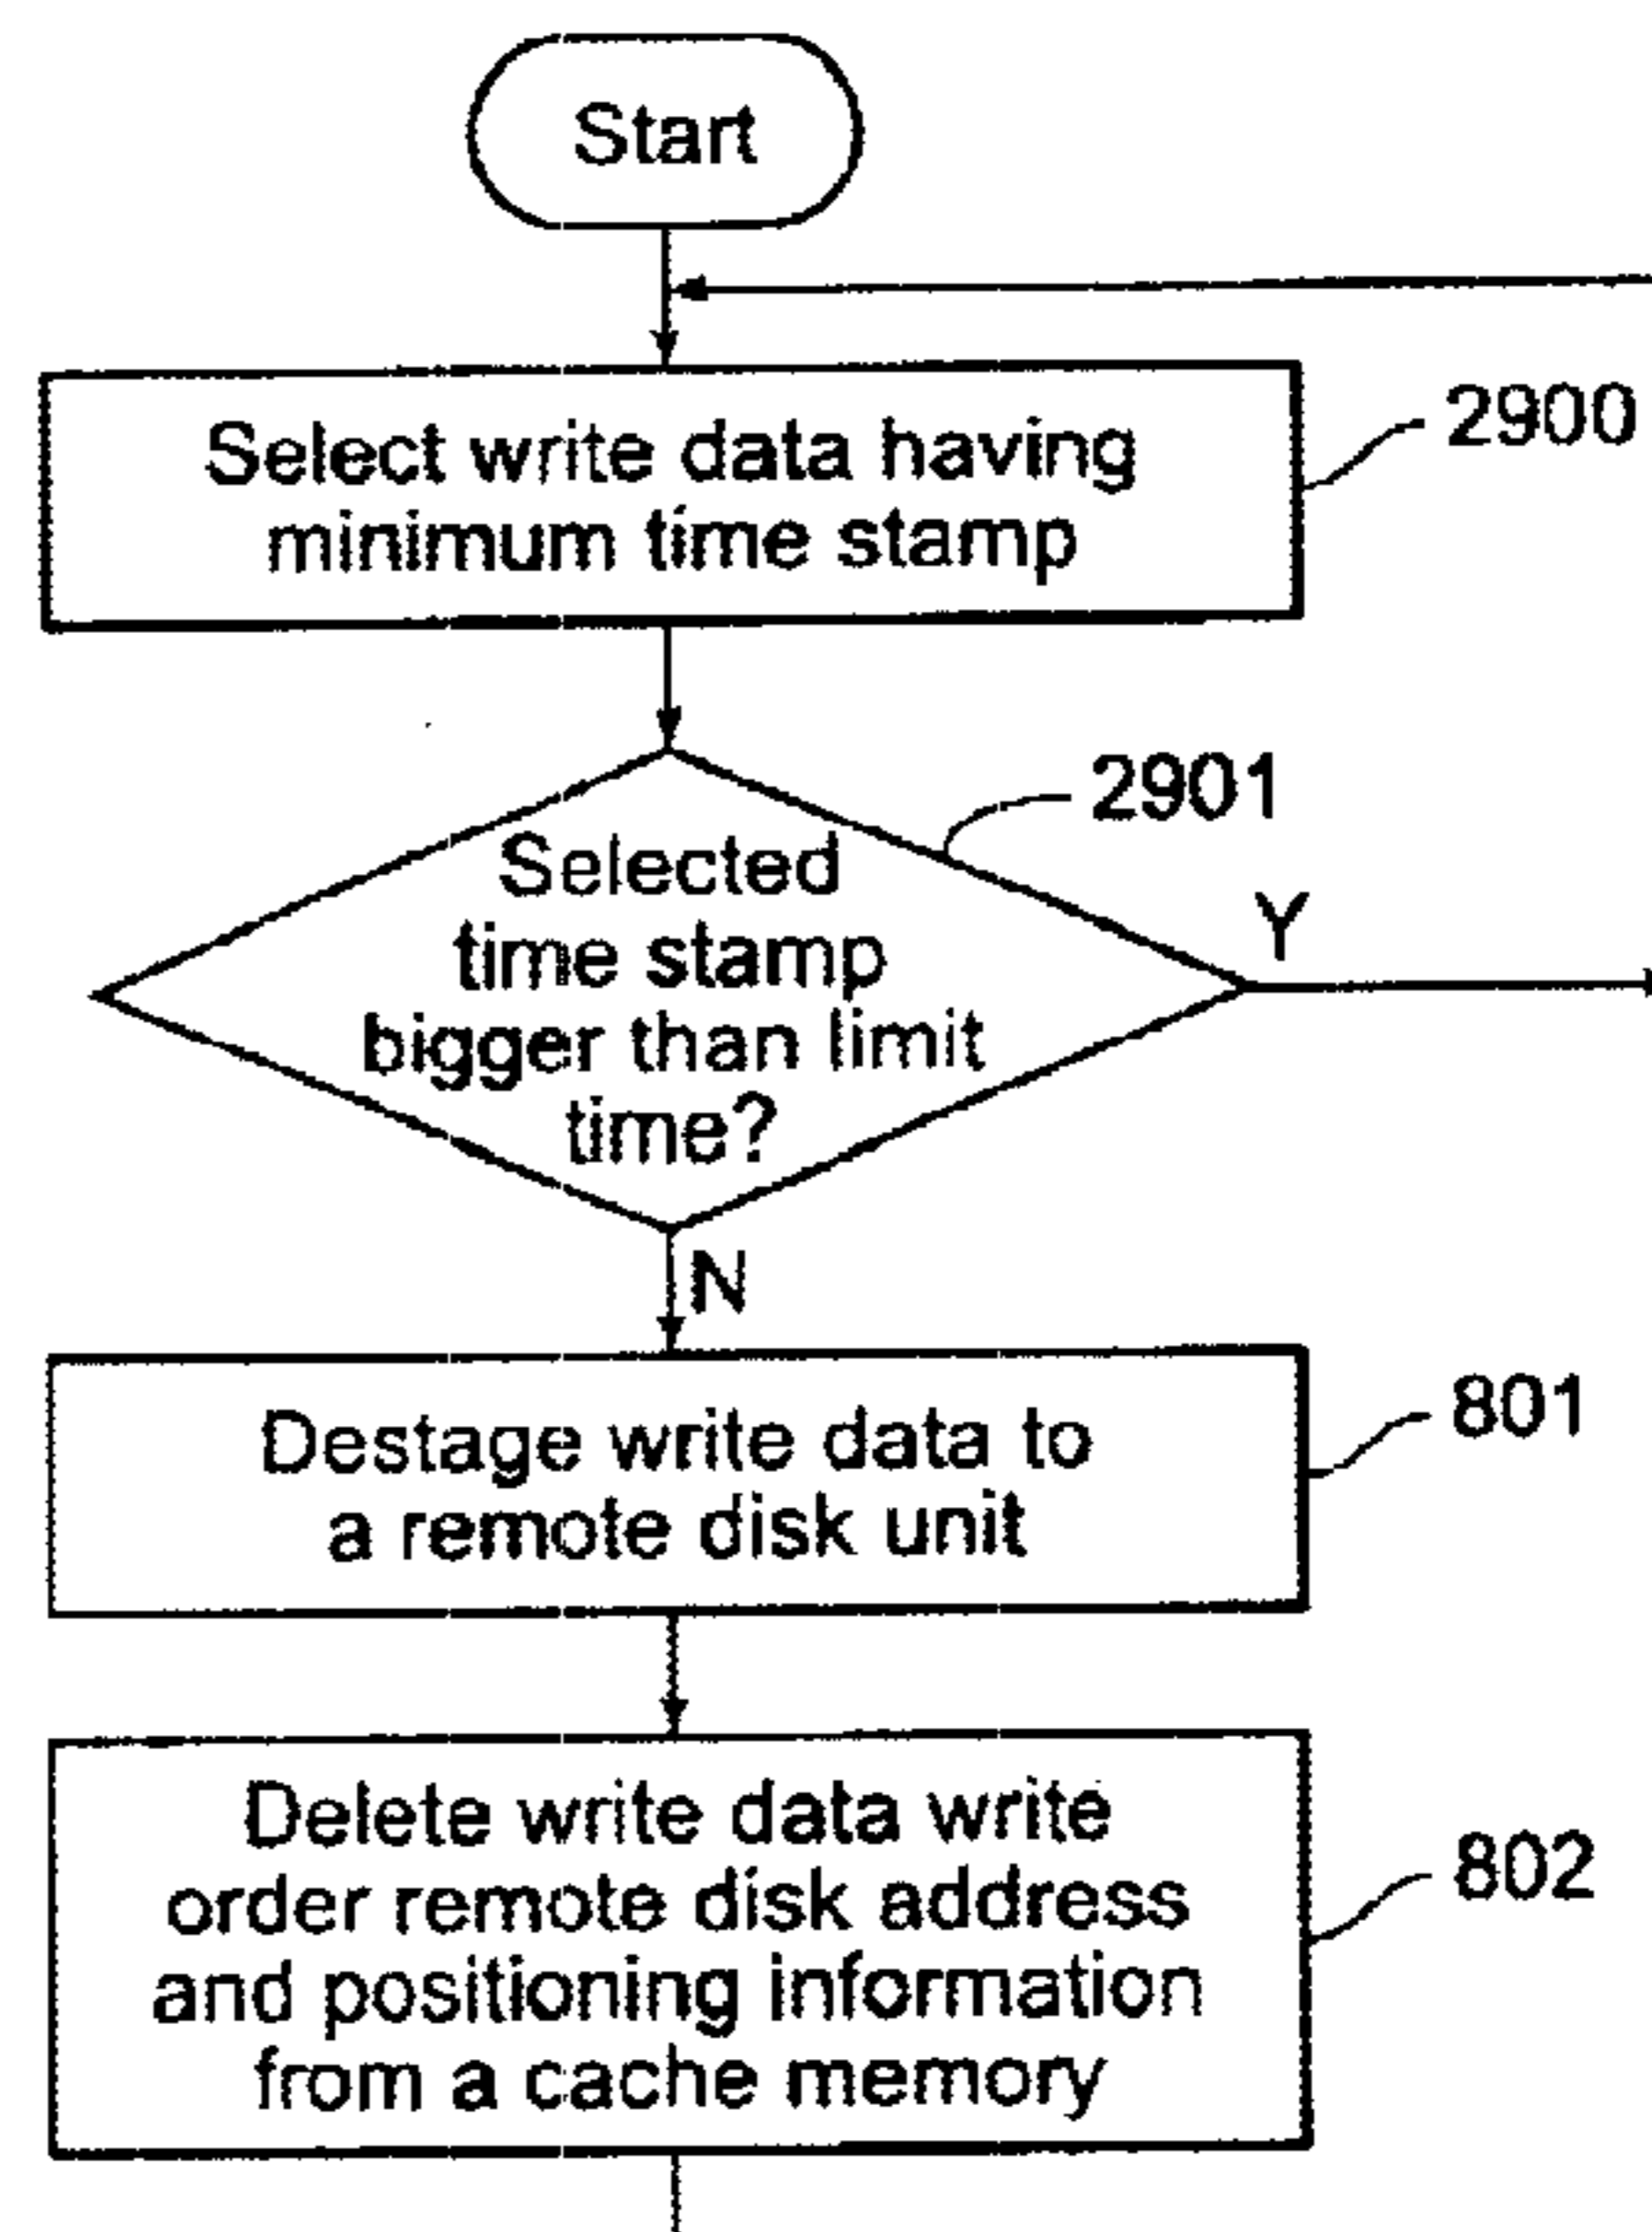 Start
Select write data having
minimum time stamp
2900
2901
Selected
time stamp
bigger than limit
time?
Y
N
Destage write data to
a remote disk unit
801
Delete write data write
order remote disk address
and positioning information
from a cache memory
802